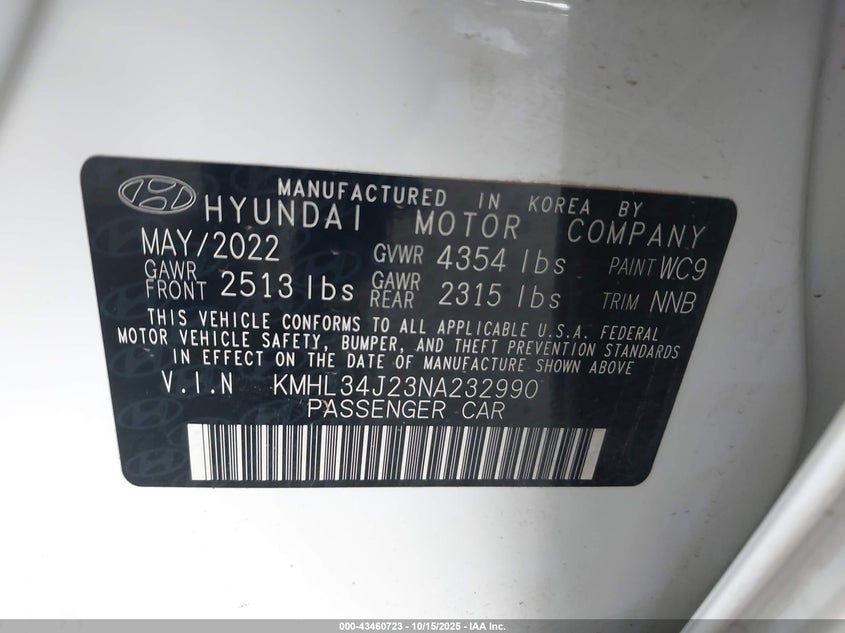 MANUFACTURED IN KOREA BY
HYUNDAI MOTOR COMPANY
MAY/2022 GVWR 4354 lbs PAINT WC9
GAWR FRONT 2513 lbs GAWR REAR 2315 lbs TRIM NNB
THIS VEHICLE CONFORMS TO ALL APPLICABLE U.S.A. FEDERAL
MOTOR VEHICLE SAFETY, BUMPER, AND THEFT PREVENTION STANDARDS
IN EFFECT ON THE DATE OF MANUFACTURE SHOWN ABOVE
V.I.N KMHL34J23NA232990
PASSENGER CAR
000-43460723 - 10/15/2025 - IAA Inc.